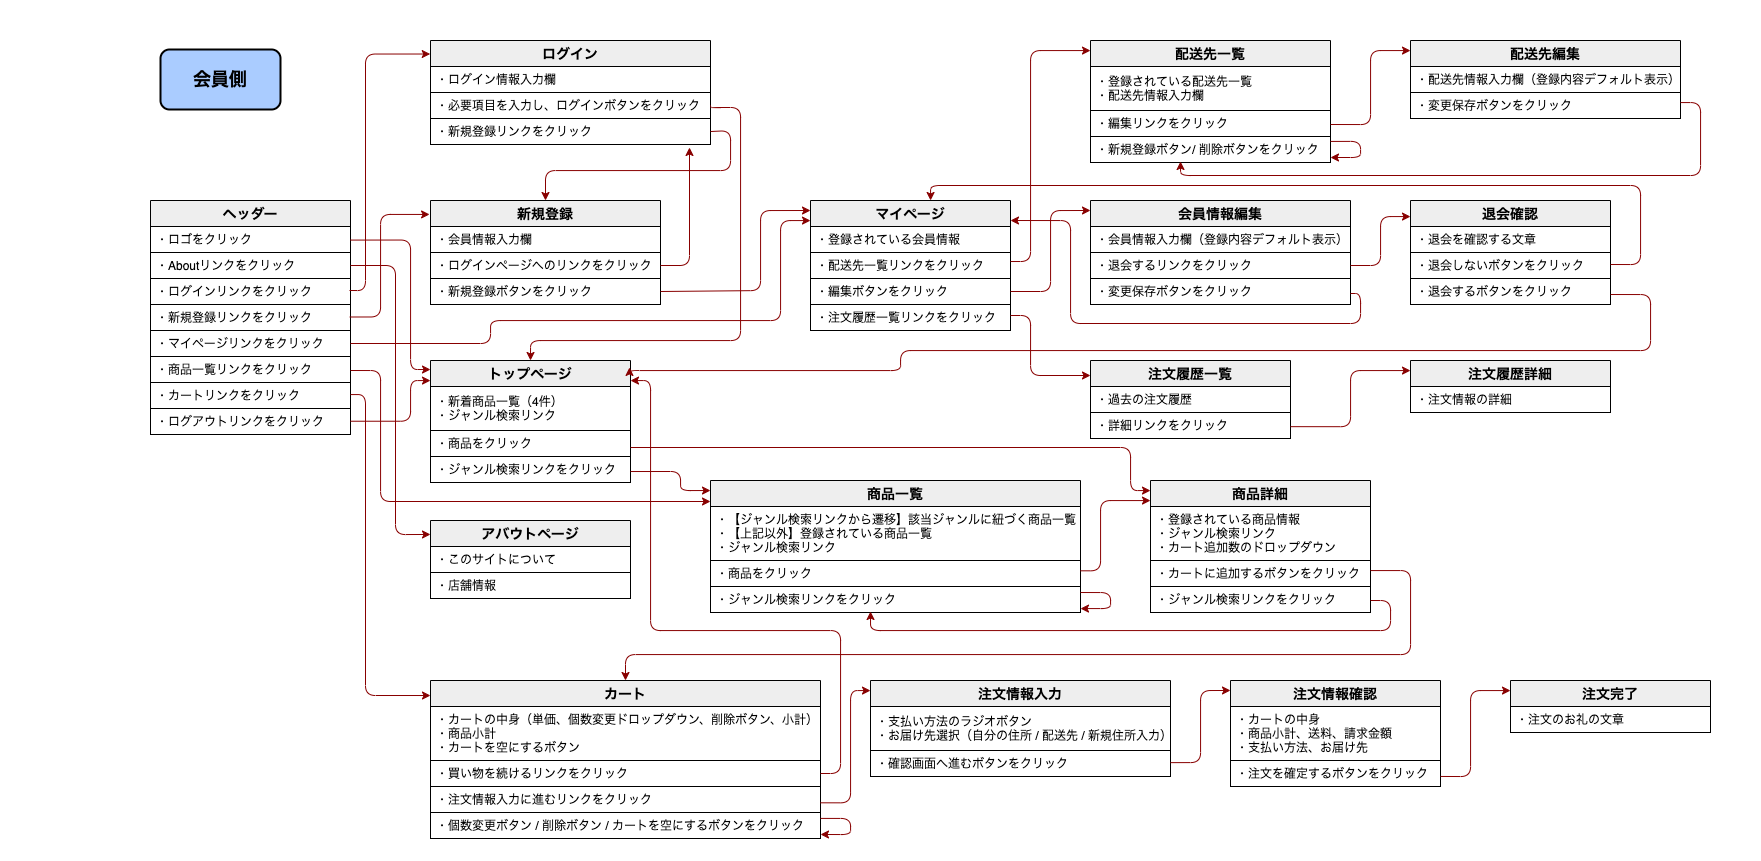 会員側
ログイン
・ログイン情報入力欄
・必要項目を入力し、ログインボタンをクリック
・新規登録リンクをクリック
配送先一覧
・登録されている配送先一覧
・配送先情報入力欄
・編集リンクをクリック
・新規登録ボタン/ 削除ボタンをクリック
配送先編集
・配送先情報入力欄（登録内容デフォルト表示）
・変更保存ボタンをクリック
ヘッダー
・ロゴをクリック
・Aboutリンクをクリック
・ログインリンクをクリック
・新規登録リンクをクリック
・マイページリンクをクリック
・商品一覧リンクをクリック
・カートリンクをクリック
・ログアウトリンクをクリック
新規登録
・会員情報入力欄
・ログインページへのリンクをクリック
・新規登録ボタンをクリック
マイページ
・登録されている会員情報
・配送先一覧リンクをクリック
・編集ボタンをクリック
・注文履歴一覧リンクをクリック
会員情報編集
・会員情報入力欄（登録内容デフォルト表示）
・退会するリンクをクリック
・変更保存ボタンをクリック
退会確認
・退会を確認する文章
・退会しないボタンをクリック
・退会するボタンをクリック
トップページ
・新着商品一覧（4件）
・ジャンル検索リンク
・商品をクリック
・ジャンル検索リンクをクリック
注文履歴一覧
・過去の注文履歴
・詳細リンクをクリック
注文履歴詳細
・注文情報の詳細
アバウトページ
・このサイトについて
・店舗情報
商品一覧
・【ジャンル検索リンクから遷移】該当ジャンルに紐づく商品一覧
・【上記以外】登録されている商品一覧
・ジャンル検索リンク
・商品をクリック
・ジャンル検索リンクをクリック
商品詳細
・登録されている商品情報
・ジャンル検索リンク
・カート追加数のドロップダウン
・カートに追加するボタンをクリック
・ジャンル検索リンクをクリック
カート
・カートの中身（単価、個数変更ドロップダウン、削除ボタン、小計）
・商品小計
・カートを空にするボタン
・買い物を続けるリンクをクリック
・注文情報入力に進むリンクをクリック
・個数変更ボタン / 削除ボタン / カートを空にするボタンをクリック
注文情報入力
・支払い方法のラジオボタン
・お届け先選択（自分の住所 / 配送先 / 新規住所入力）
・確認画面へ進むボタンをクリック
注文情報確認
・カートの中身
・商品小計、送料、請求金額
・支払い方法、お届け先
・注文を確定するボタンをクリック
注文完了
・注文のお礼の文章